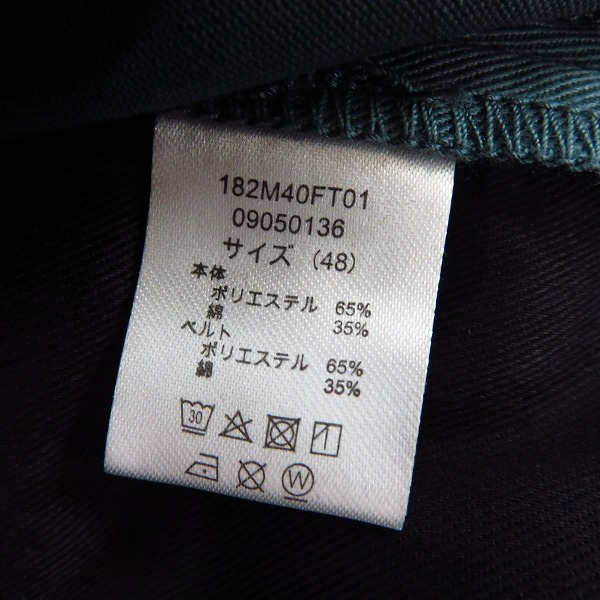 182M40FT01
09050136
サイズ (48)
本体
ポリエステル 65%
綿 35%
ベルト
ポリエステル 65%
綿 35%
30
W